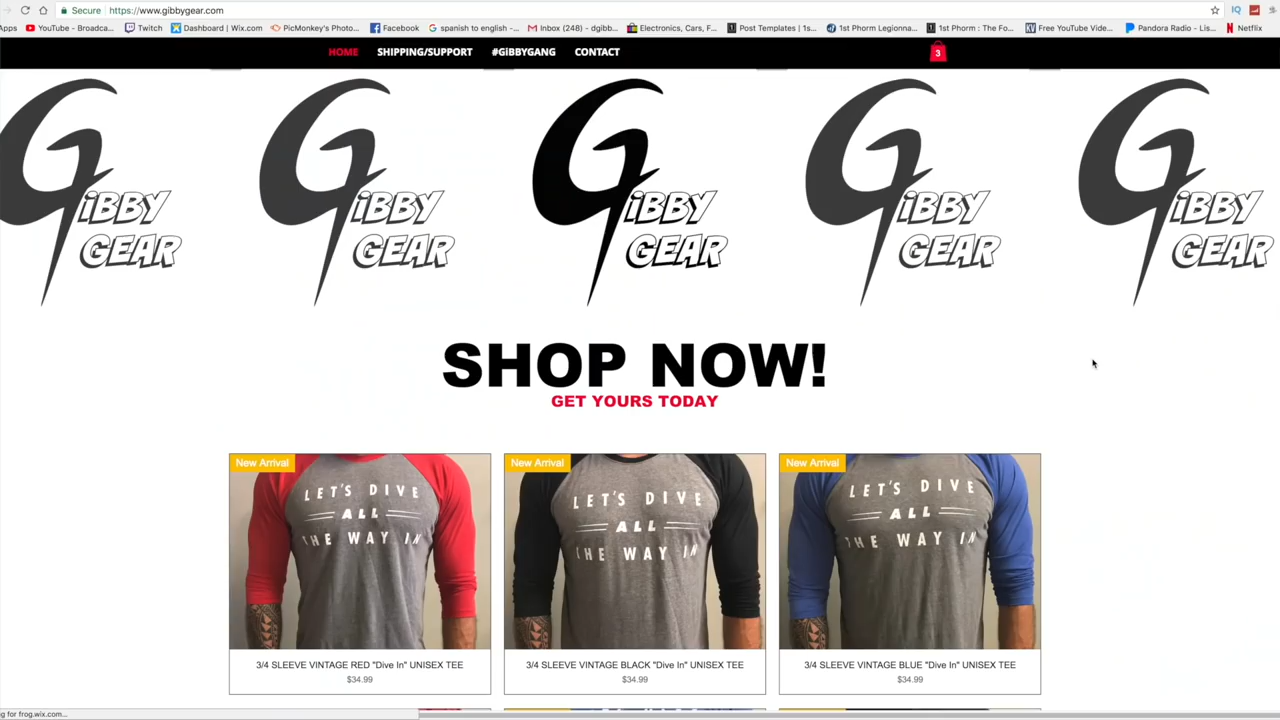 Secure
https://www.gibbygear.com
Apps
YouTube - Broadca...
Twitch
Dashboard | Wix.com
PicMonkey's Photo...
Facebook
spanish to english -...
Inbox (248) - dgibb...
Electronics, Cars, F...
Post Templates | 1s...
1st Phorm Legionna...
1st Phorm : The Fo...
Free YouTube Vide...
Pandora Radio - Lis...
Netflix
HOME
SHIPPING/SUPPORT
#GiBBYGANG
CONTACT
3
GiBBY
GEAR
GiBBY
GEAR
GiBBY
GEAR
GiBBY
GEAR
GiBBY
GEAR
SHOP NOW!
GET YOURS TODAY
New Arrival
LET'S DIVE
ALL
THE WAY IN
New Arrival
LET'S DIVE
ALL
THE WAY IN
New Arrival
LET'S DIVE
ALL
THE WAY IN
3/4 SLEEVE VINTAGE RED "Dive In" UNISEX TEE
$34.99
3/4 SLEEVE VINTAGE BLACK "Dive In" UNISEX TEE
$34.99
3/4 SLEEVE VINTAGE BLUE "Dive In" UNISEX TEE
$34.99
g for frog.wix.com...